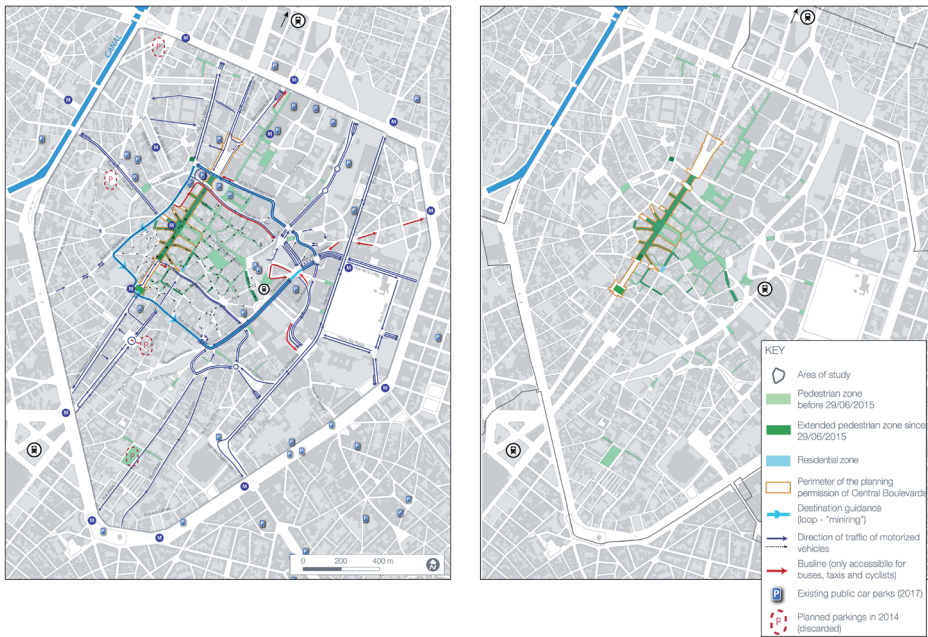 CANAL
P
M
0 200 400 m
N
KEY
Area of study
Pedestrian zone
before 29/06/2015
Extended pedestrian zone since
29/06/2015
Residential zone
Perimeter of the planning
permission of Central Boulevards
Destination guidance
(loop - "miniring")
Direction of traffic of motorized
vehicles
Busline (only accessibile for
buses, taxis and cyclists)
P Existing public car parks (2017)
P Planned parkings in 2014
(discarded)